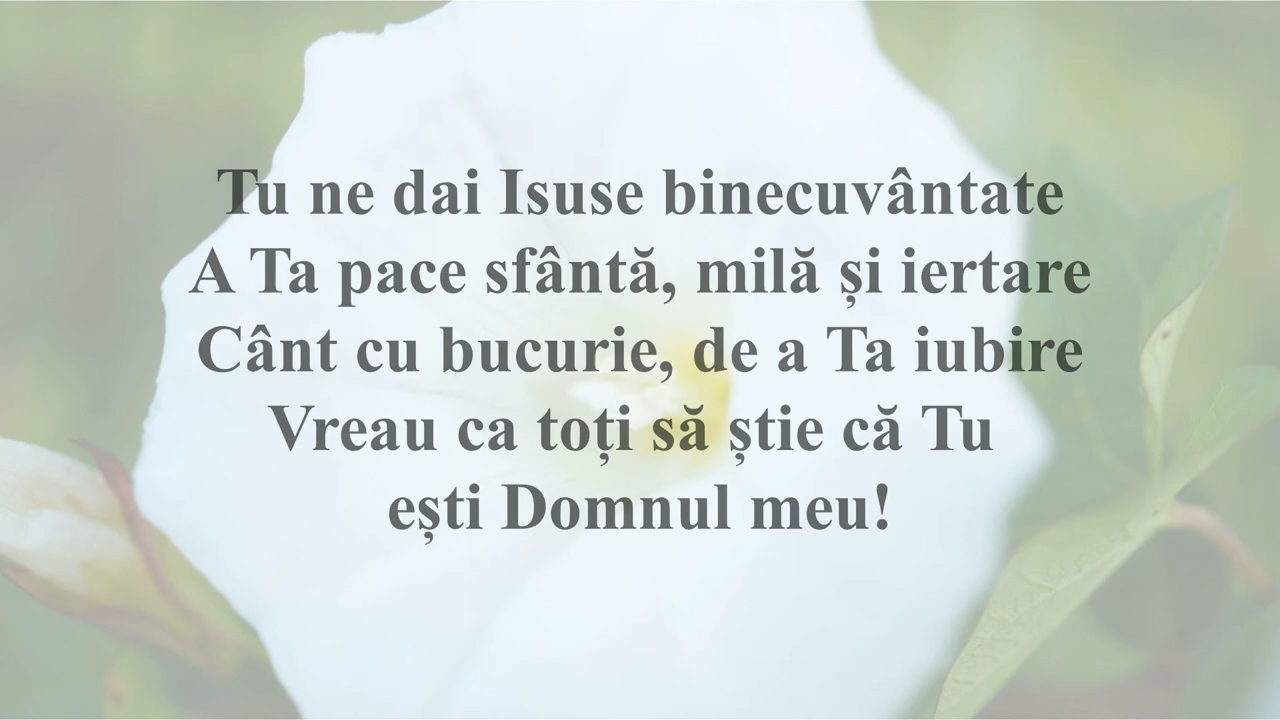 Tu ne dai Isuse binecuvântate
A Ta pace sfântă, milă și iertare
Cânt cu bucurie, de a Ta iubire
Vreau ca toți să știe că Tu
ești Domnul meu!